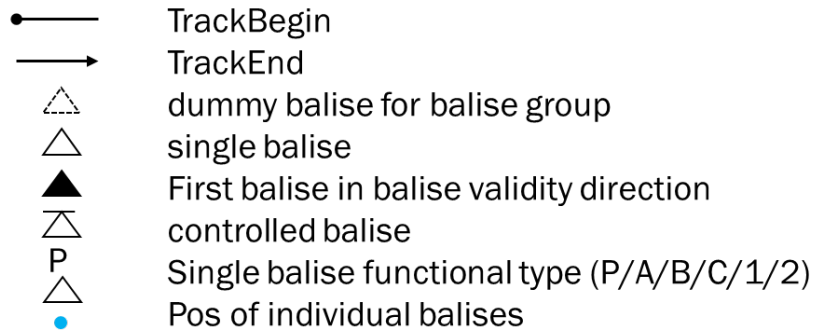 TrackBegin
TrackEnd
dummy balise for balise group
single balise
First balise in balise validity direction
controlled balise
P
Single balise functional type (P/A/B/C/1/2)
Pos of individual balises